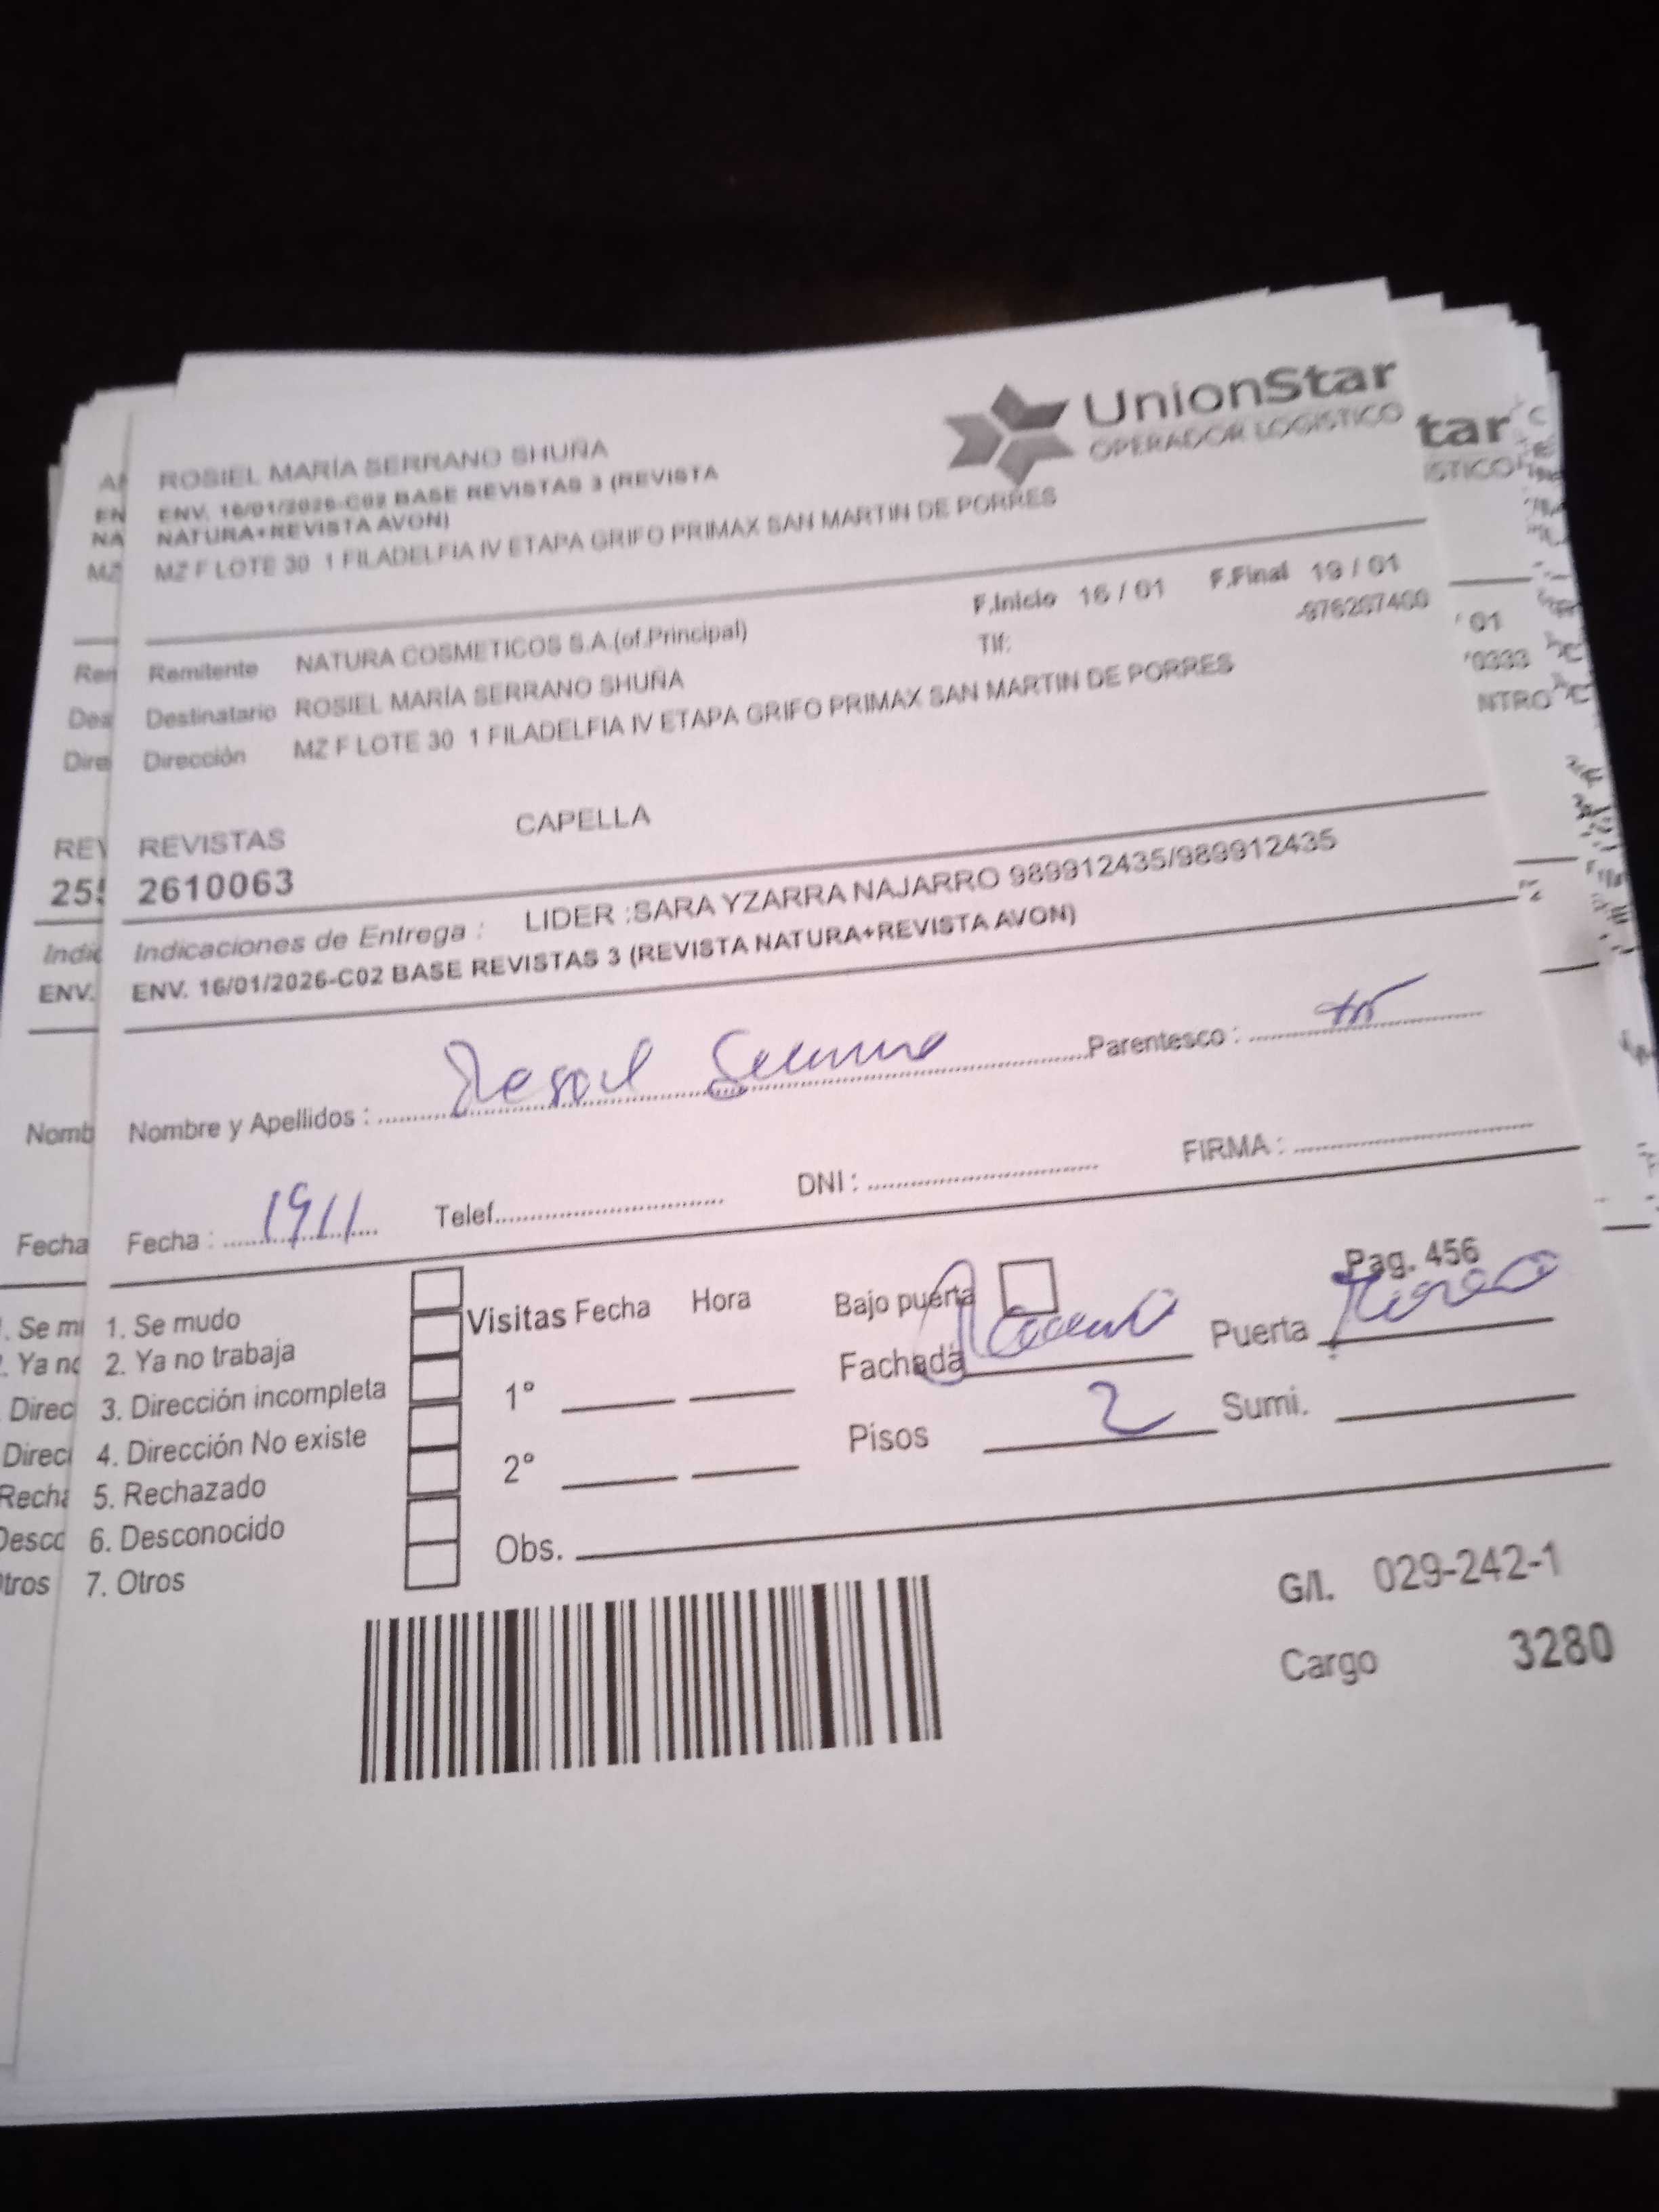 UnionStar
OPERADOR LOGISTICO
ROSIEL MARÍA SERRANO SHUÑA
ENV. 16/01/2026-C02 BASE REVISTAS 3 (REVISTA
NATURA+REVISTA AVON)
MZ F LOTE 30 1 FILADELFIA IV ETAPA GRIFO PRIMAX SAN MARTIN DE PORRES
F.Inicio 16 / 01 F.Final 19 / 01
Remitente NATURA COSMETICOS S.A.(of.Principal) Tlf:
Destinatario ROSIEL MARÍA SERRANO SHUÑA
Dirección MZ F LOTE 30 1 FILADELFIA IV ETAPA GRIFO PRIMAX SAN MARTIN DE PORRES
REVISTAS CAPELLA
2610063
Indicaciones de Entrega : LIDER :SARA YZARRA NAJARRO 989912435/989912435
ENV. 16/01/2026-C02 BASE REVISTAS 3 (REVISTA NATURA+REVISTA AVON)
Nombre y Apellidos : Parentesco :
Fecha : 19/1 Telef. DNI : FIRMA :
Pag. 456
1. Se mudo
2. Ya no trabaja
3. Dirección incompleta
4. Dirección No existe
5. Rechazado
6. Desconocido
7. Otros
Visitas Fecha Hora
1°
2°
Obs.
Bajo puerta
Fachada Puerta
Pisos 2 Sumi.
G/I. 029-242-1
Cargo 3280